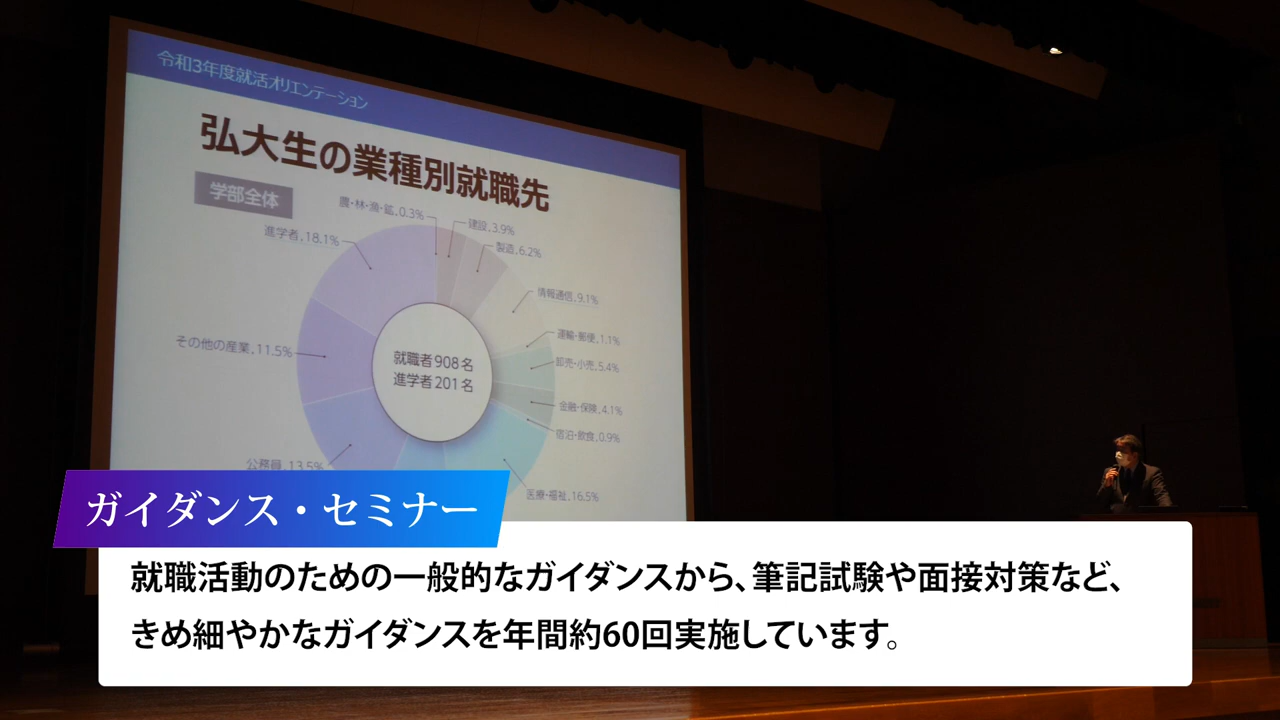 令和3年度就活オリエンテーション
弘大生の業種別就職先
学部全体
農・林・漁・鉱, 0.3%
建設, 3.9%
進学者, 18.1%
製造, 6.2%
情報通信, 9.1%
運輸・郵便, 1.1%
その他の産業, 11.5%
卸売・小売, 5.4%
就職者908名
進学者201名
金融・保険, 4.1%
宿泊・飲食, 0.9%
公務員, 13.5%
医療・福祉, 16.5%
ガイダンス・セミナー
就職活動のための一般的なガイダンスから、筆記試験や面接対策など、
きめ細やかなガイダンスを年間約60回実施しています。